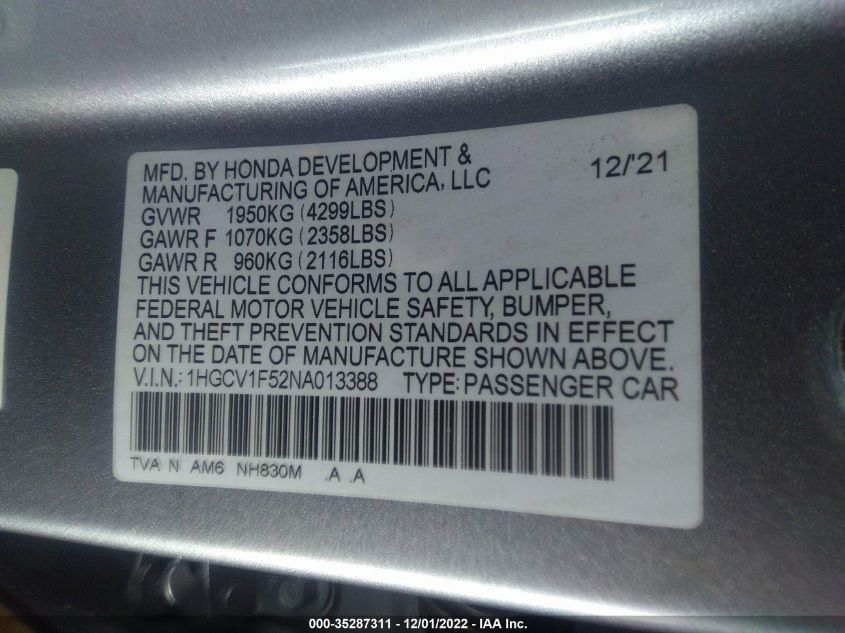 MFD. BY HONDA DEVELOPMENT & 12/'21
MANUFACTURING OF AMERICA, LLC
GVWR 1950KG (4299LBS)
GAWR F 1070KG (2358LBS)
GAWR R 960KG (2116LBS)
THIS VEHICLE CONFORMS TO ALL APPLICABLE
FEDERAL MOTOR VEHICLE SAFETY, BUMPER,
AND THEFT PREVENTION STANDARDS IN EFFECT
ON THE DATE OF MANUFACTURE SHOWN ABOVE.
V.I.N.: 1HGCV1F52NA013388 TYPE: PASSENGER CAR
TVA N AM6 NH830M .A .A
000-35287311 - 12/01/2022 - IAA Inc.